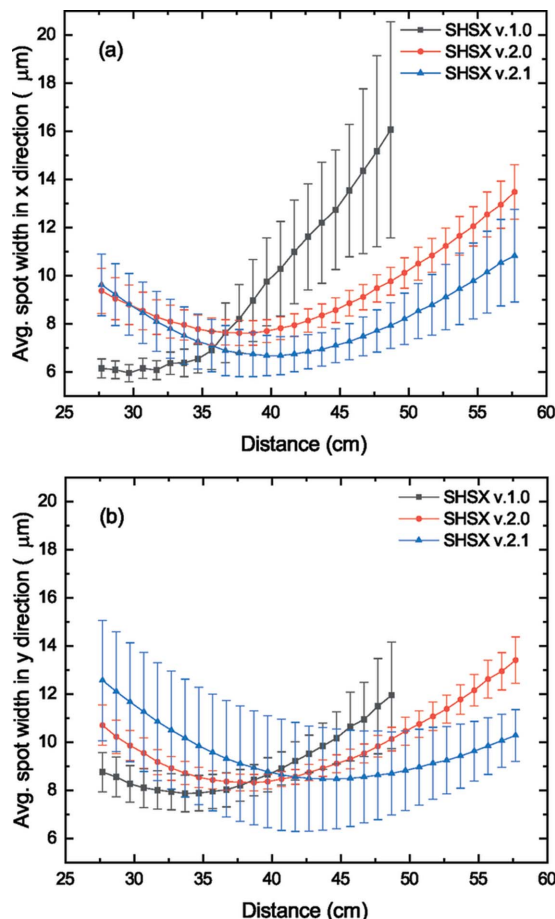 (a)
SHSX v.1.0
SHSX v.2.0
SHSX v.2.1
Avg. spot width in x direction ( μm)
20
18
16
14
12
10
8
6
25 30 35 40 45 50 55 60
Distance (cm)
(b)
SHSX v.1.0
SHSX v.2.0
SHSX v.2.1
Avg. spot width in y direction ( μm)
20
18
16
14
12
10
8
6
25 30 35 40 45 50 55 60
Distance (cm)